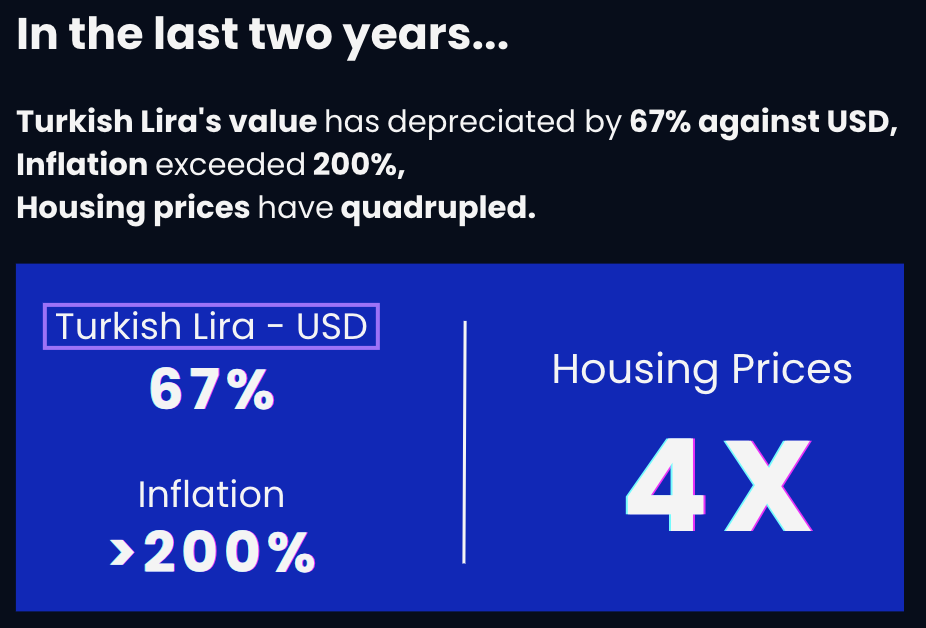 In the last two years...
Turkish Lira's value has depreciated by 67% against USD,
Inflation exceeded 200%,
Housing prices have quadrupled.
Turkish Lira - USD
67%
Inflation
>200%
Housing Prices
4X